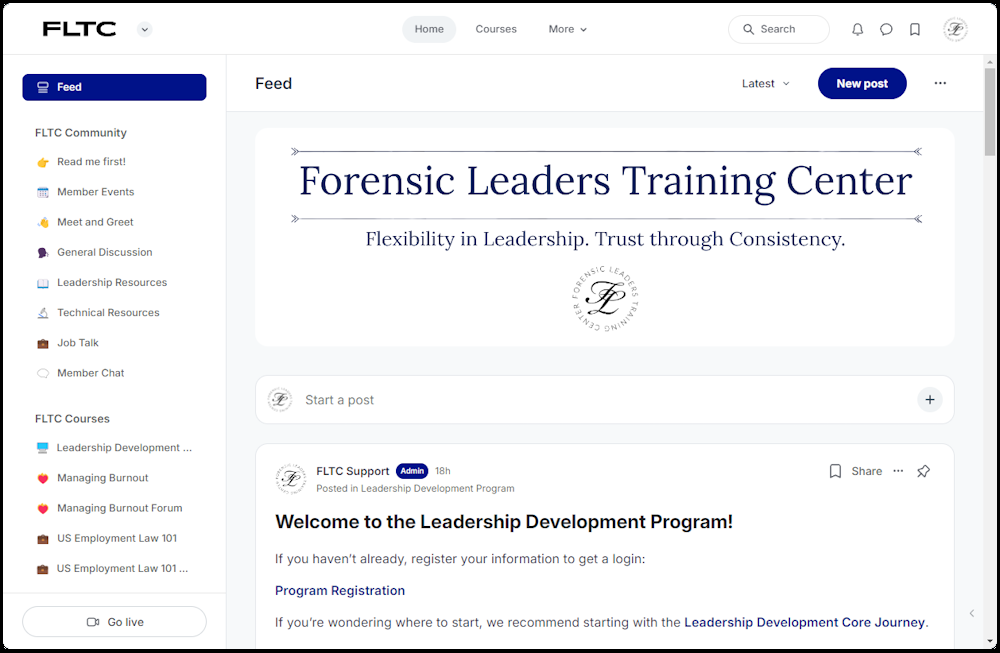 FLTC
Home
Courses
More
Search
Feed
FLTC Community
Read me first!
Member Events
Meet and Greet
General Discussion
Leadership Resources
Technical Resources
Job Talk
Member Chat
FLTC Courses
Leadership Development ...
Managing Burnout
Managing Burnout Forum
US Employment Law 101
US Employment Law 101 ...
Go live
Feed
Latest
New post
Forensic Leaders Training Center
Flexibility in Leadership. Trust through Consistency.
FORENSIC LEADERS TRAINING CENTER
FL
Start a post
FLTC Support Admin 18h
Posted in Leadership Development Program
Share
Welcome to the Leadership Development Program!
If you haven’t already, register your information to get a login:
Program Registration
If you’re wondering where to start, we recommend starting with the Leadership Development Core Journey.